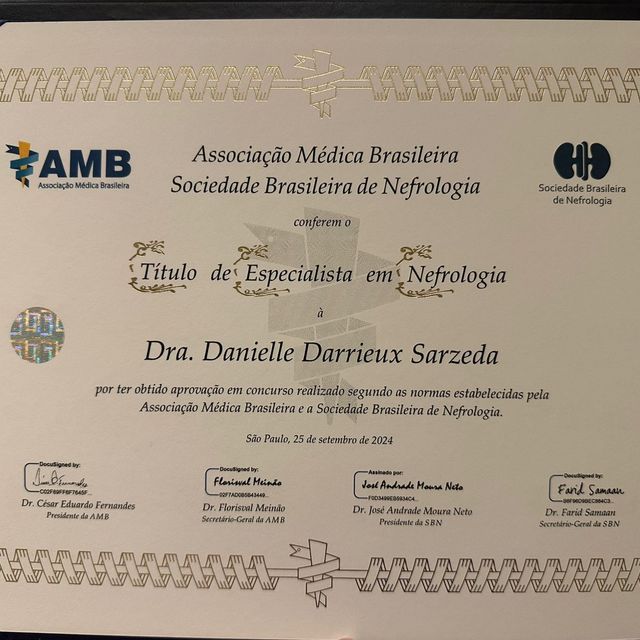 AMB
Associação Médica Brasileira
Associação Médica Brasileira
Sociedade Brasileira de Nefrologia
Sociedade Brasileira
de Nefrologia
conferem o
Título de Especialista em Nefrologia
à
Dra. Danielle Darrieux Sarzeda
por ter obtido aprovação em concurso realizado segundo as normas estabelecidas pela
Associação Médica Brasileira e a Sociedade Brasileira de Nefrologia.
São Paulo, 25 de setembro de 2024
DocuSigned by:
C02F69FF6F7645F...
Dr. César Eduardo Fernandes
Presidente da AMB
DocuSigned by:
Florisval Meinão
02F7AD0B5843449...
Dr. Florisval Meinão
Secretário-Geral da AMB
Assinado por:
José Andrade Moura Neto
F0D3499EB5934C4...
Dr. José Andrade Moura Neto
Presidente da SBN
DocuSigned by:
Farid Samaan
Dr. Farid Samaan
Secretário-Geral da SBN